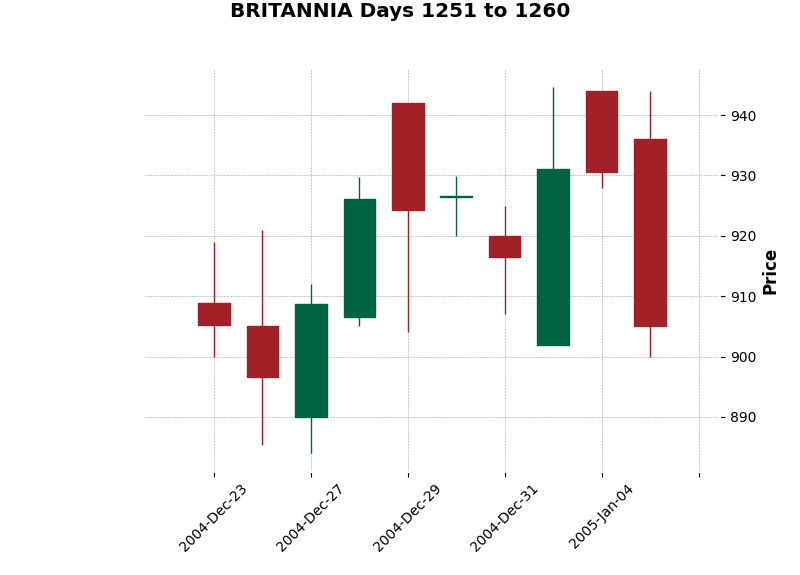 BRITANNIA Days 1251 to 1260
940
930
920
910
900
890
Price
2004-Dec-23
2004-Dec-27
2004-Dec-29
2004-Dec-31
2005-Jan-04